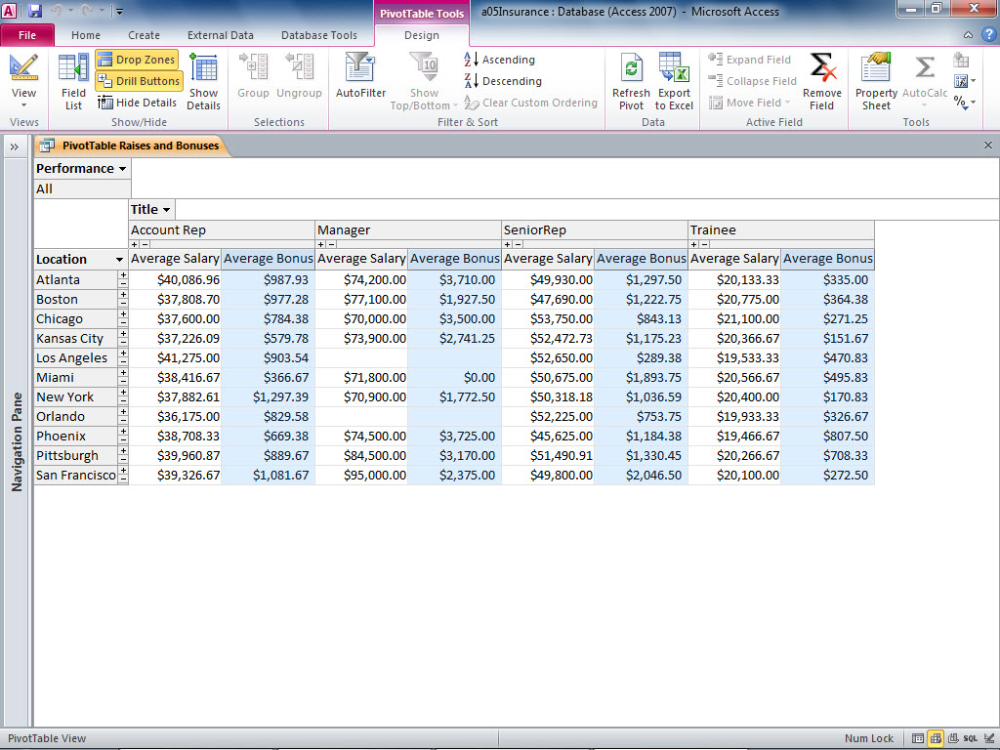 PivotTable Tools
a05Insurance : Database (Access 2007) - Microsoft Access
File Home Create External Data Database Tools Design
View
Views
Field List
Drop Zones
Drill Buttons
Hide Details
Show Details
Show/Hide
Group Ungroup
Selections
AutoFilter
Show Top/Bottom
Ascending
Descending
Clear Custom Ordering
Filter & Sort
Refresh Pivot
Export to Excel
Data
Expand Field
Collapse Field
Move Field
Remove Field
Active Field
Property Sheet
AutoCalc
Tools
PivotTable Raises and Bonuses
Navigation Pane
Performance
All
Title
Account Rep Manager SeniorRep Trainee
Location Average Salary Average Bonus Average Salary Average Bonus Average Salary Average Bonus Average Salary Average Bonus
Atlanta $40,086.96 $987.93 $74,200.00 $3,710.00 $49,930.00 $1,297.50 $20,133.33 $335.00
Boston $37,808.70 $977.28 $77,100.00 $1,927.50 $47,690.00 $1,222.75 $20,775.00 $364.38
Chicago $37,600.00 $784.38 $70,000.00 $3,500.00 $53,750.00 $843.13 $21,100.00 $271.25
Kansas City $37,226.09 $579.78 $73,900.00 $2,741.25 $52,472.73 $1,175.23 $20,366.67 $151.67
Los Angeles $41,275.00 $903.54 $52,650.00 $289.38 $19,533.33 $470.83
Miami $38,416.67 $366.67 $71,800.00 $0.00 $50,675.00 $1,893.75 $20,566.67 $495.83
New York $37,882.61 $1,297.39 $70,900.00 $1,772.50 $50,318.18 $1,036.59 $20,400.00 $170.83
Orlando $36,175.00 $829.58 $52,225.00 $753.75 $19,933.33 $326.67
Phoenix $38,708.33 $669.38 $74,500.00 $3,725.00 $45,625.00 $1,184.38 $19,466.67 $807.50
Pittsburgh $39,960.87 $889.67 $84,500.00 $3,170.00 $51,490.91 $1,330.45 $20,266.67 $708.33
San Francisco $39,326.67 $1,081.67 $95,000.00 $2,375.00 $49,800.00 $2,046.50 $20,100.00 $272.50
PivotTable View
Num Lock
SQL